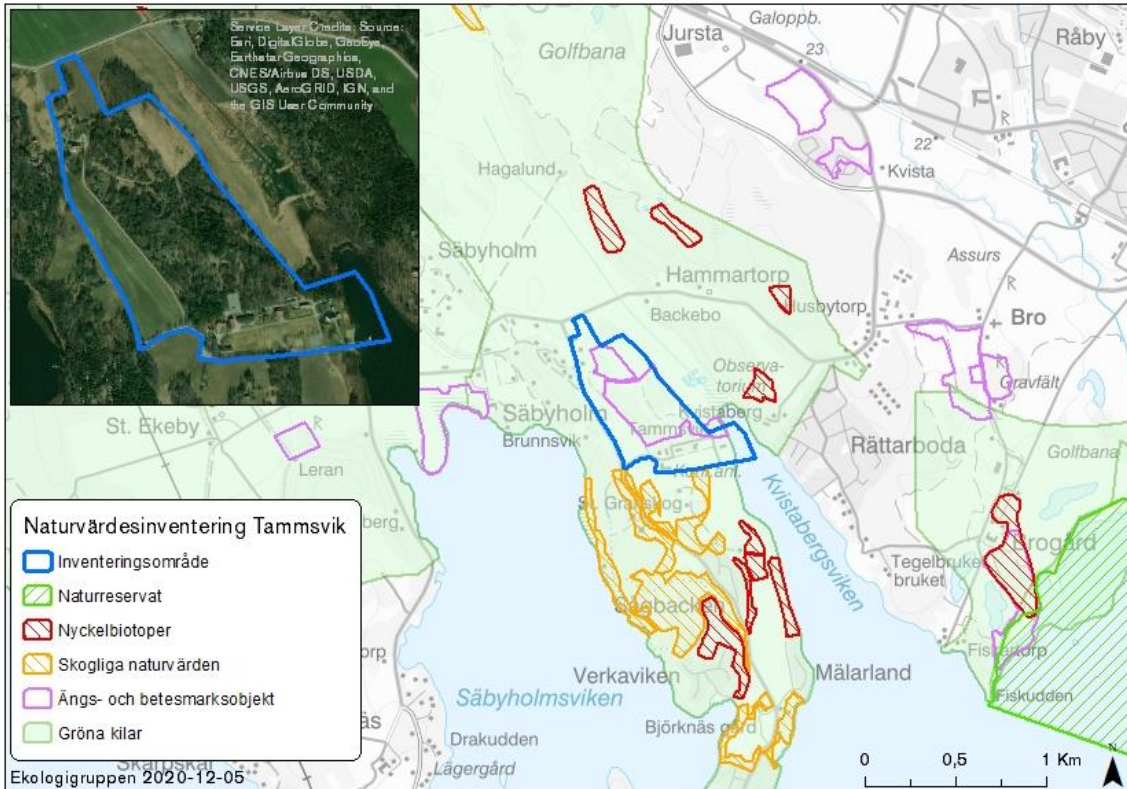 Service Layer Credits: Source:
Esri, DigitalGlobe, GeoEye,
Earthstar Geographics,
CNES/Airbus DS, USDA,
USGS, AeroGRID, IGN, and
the GIS User Community
Golfbana
Jursta
Galoppb.
23
Råby
22
Kvista
Hagalund
Säbyholm
Hammartorp
Husbytorp
Backebo
Assurs
Bro
Observa-
torium
Gravfält
Kvistaberg
Tammsvik
St. Ekeby
Säbyholm
Brunnsvik
Leran
Rättarboda
Golfbana
Kvistabergsviken
Brogård
Tegelbruket
bruket
Verkaviken
Mälarland
Fiskartorp
Fiskudden
Säbyholmsviken
Björknäs gård
Drakudden
Lägergård
Naturvärdesinventering Tammsvik
Inventeringsområde
Naturreservat
Nyckelbiotoper
Skogliga naturvärden
Ängs- och betesmarksobjekt
Gröna kilar
Ekologigruppen 2020-12-05
0 0,5 1 Km
N